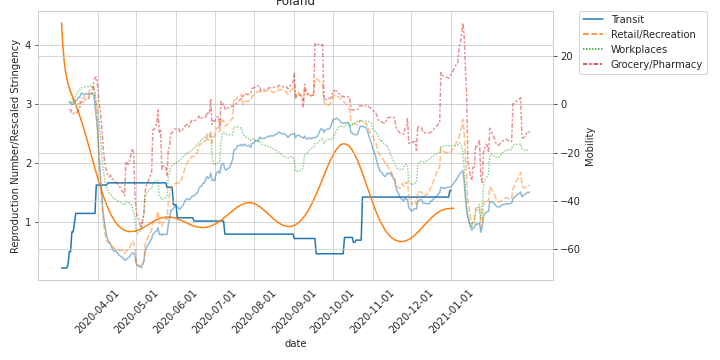 Poland
Reproduction Number/Rescaled Stringency
4
3
2
1
20
0
−20
−40
−60
Mobility
2020-04-01
2020-05-01
2020-06-01
2020-07-01
2020-08-01
2020-09-01
2020-10-01
2020-11-01
2020-12-01
2021-01-01
date
Transit
Retail/Recreation
Workplaces
Grocery/Pharmacy